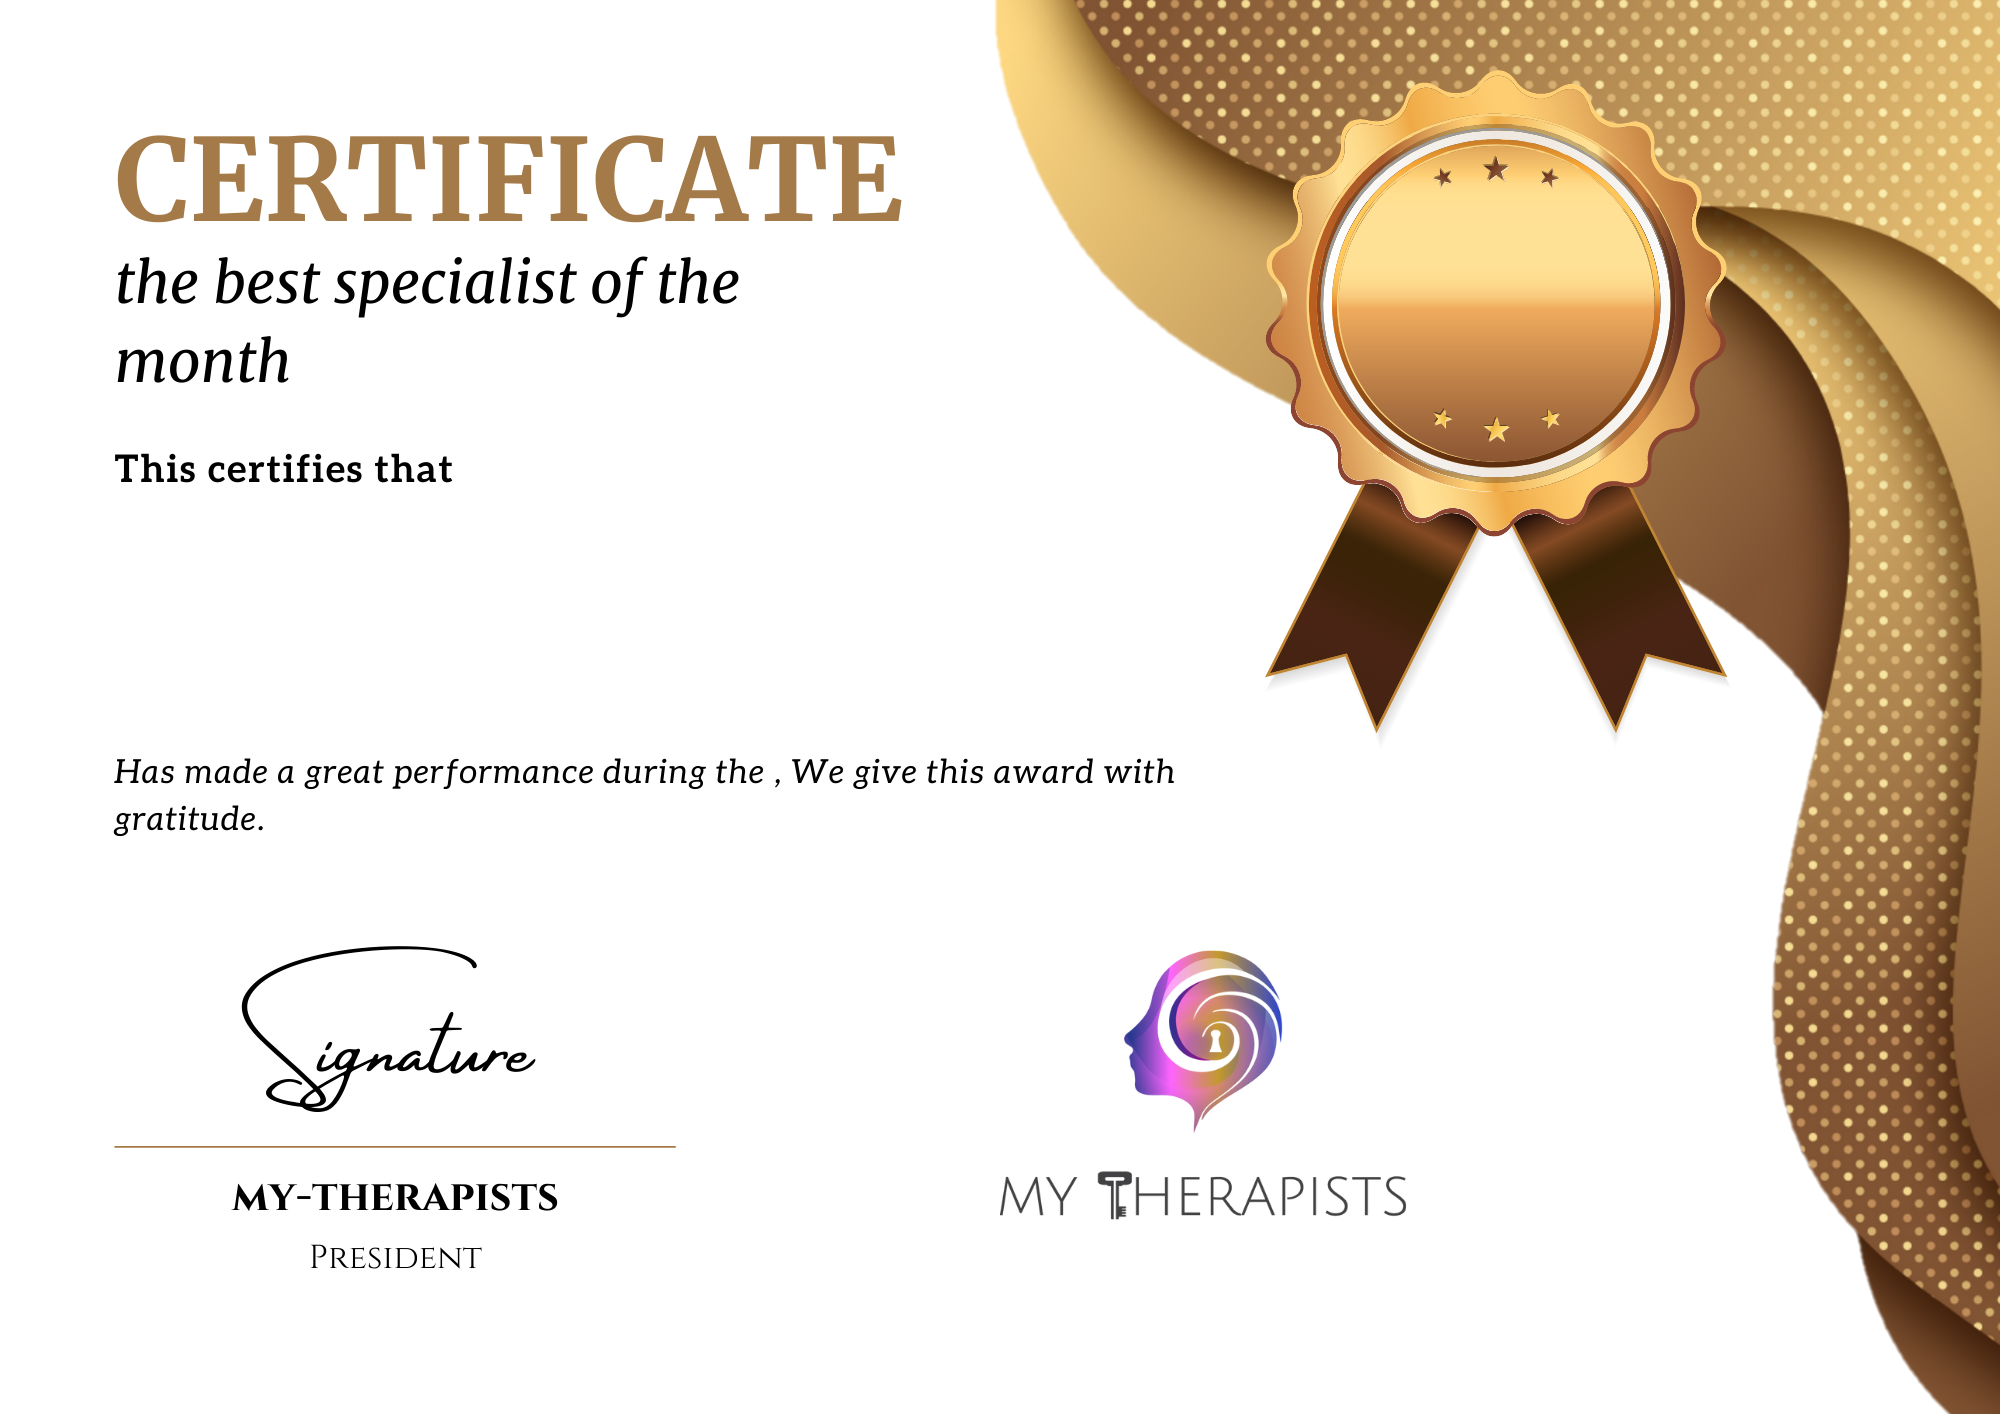 CERTIFICATE
the best specialist of the
month
This certifies that
Has made a great performance during the , We give this award with
gratitude.
Signature
MY-THERAPISTS
PRESIDENT
MY THERAPISTS